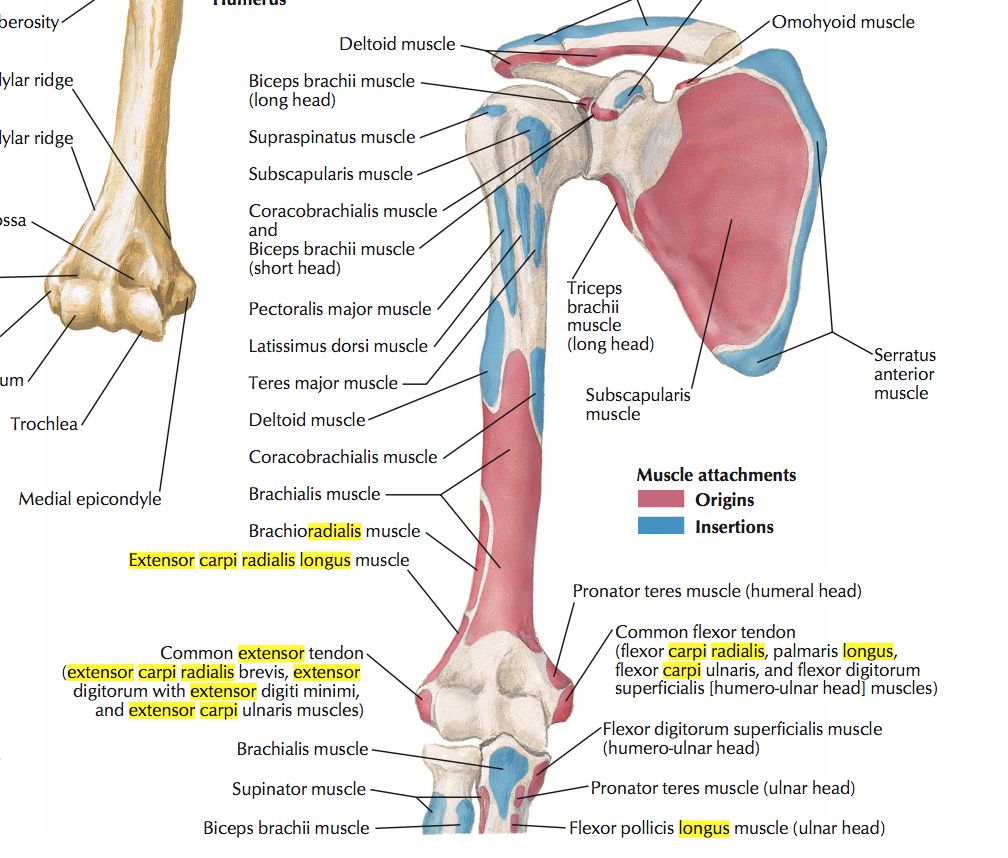 Humerus
berosity
ylar ridge
ylar ridge
ossa
um
Trochlea
Medial epicondyle
Deltoid muscle
Biceps brachii muscle
(long head)
Supraspinatus muscle
Subscapularis muscle
Coracobrachialis muscle
and
Biceps brachii muscle
(short head)
Pectoralis major muscle
Latissimus dorsi muscle
Teres major muscle
Deltoid muscle
Coracobrachialis muscle
Brachialis muscle
Brachioradialis muscle
Extensor carpi radialis longus muscle
Common extensor tendon
(extensor carpi radialis brevis, extensor
digitorum with extensor digiti minimi,
and extensor carpi ulnaris muscles)
Brachialis muscle
Supinator muscle
Biceps brachii muscle
Omohyoid muscle
Triceps
brachii
muscle
(long head)
Subscapularis
muscle
Serratus
anterior
muscle
Muscle attachments
Origins
Insertions
Pronator teres muscle (humeral head)
Common flexor tendon
(flexor carpi radialis, palmaris longus,
flexor carpi ulnaris, and flexor digitorum
superficialis [humero-ulnar head] muscles)
Flexor digitorum superficialis muscle
(humero-ulnar head)
Pronator teres muscle (ulnar head)
Flexor pollicis longus muscle (ulnar head)